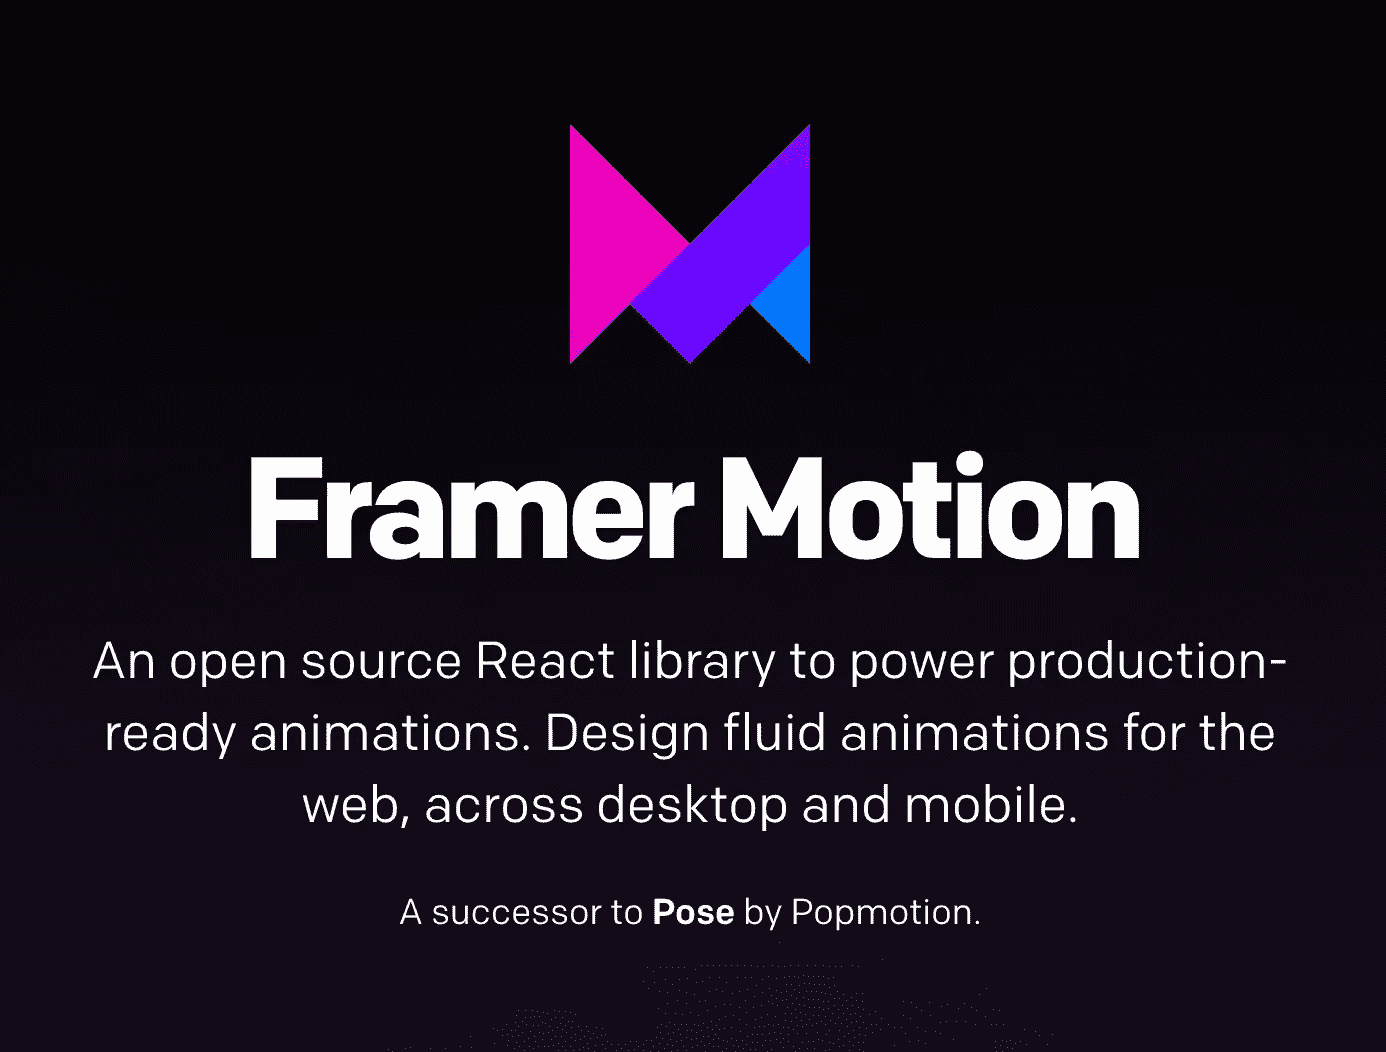 Framer Motion
An open source React library to power production-
ready animations. Design fluid animations for the
web, across desktop and mobile.
A successor to Pose by Popmotion.